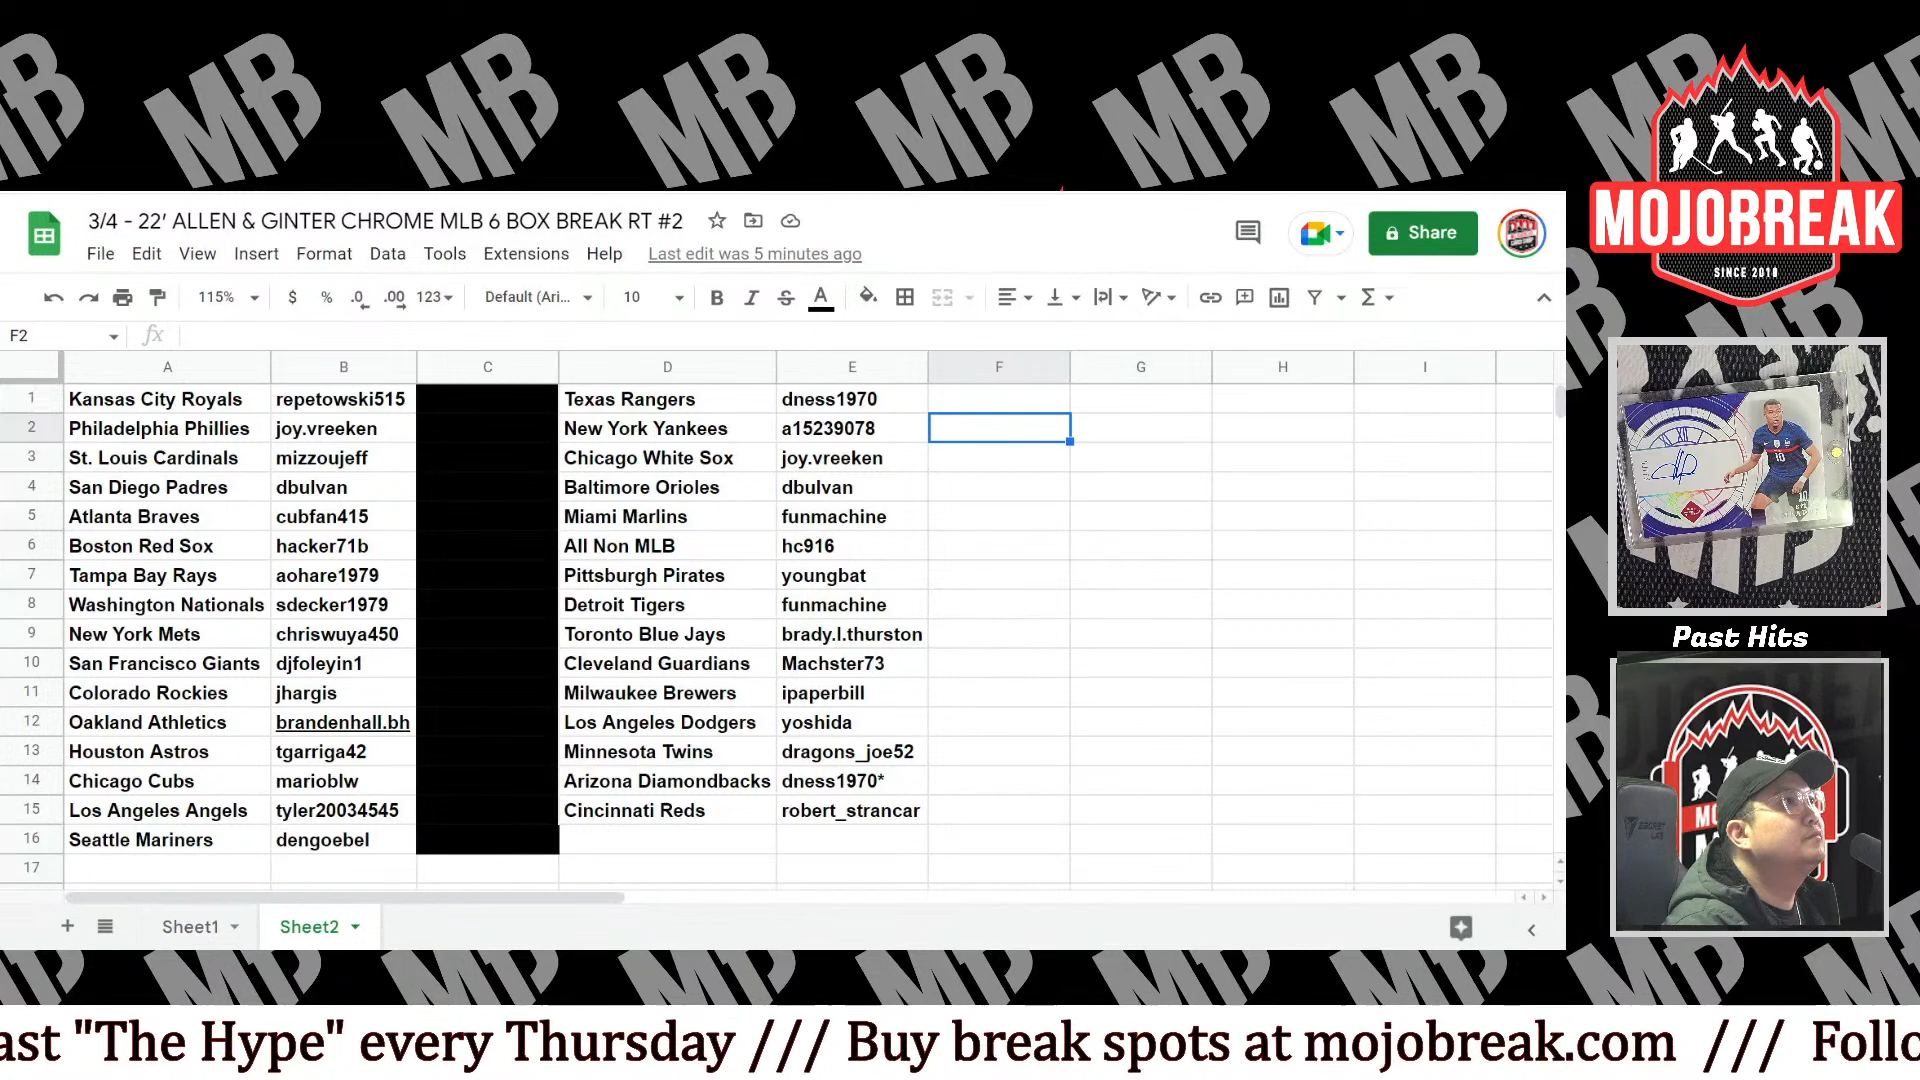 3/4 - 22′ ALLEN & GINTER CHROME MLB 6 BOX BREAK RT #2
File Edit View Insert Format Data Tools Extensions Help Last edit was 5 minutes ago
Share
115% $ % .0 .00 123 Default (Ari... 10 B I S A
F2 fx
A B C D E F G H I
1 Kansas City Royals repetowski515 Texas Rangers dness1970
2 Philadelphia Phillies joy.vreeken New York Yankees a15239078
3 St. Louis Cardinals mizzoujeff Chicago White Sox joy.vreeken
4 San Diego Padres dbulvan Baltimore Orioles dbulvan
5 Atlanta Braves cubfan415 Miami Marlins funmachine
6 Boston Red Sox hacker71b All Non MLB hc916
7 Tampa Bay Rays aohare1979 Pittsburgh Pirates youngbat
8 Washington Nationals sdecker1979 Detroit Tigers funmachine
9 New York Mets chriswuya450 Toronto Blue Jays brady.l.thurston
10 San Francisco Giants djfoleyin1 Cleveland Guardians Machster73
11 Colorado Rockies jhargis Milwaukee Brewers ipaperbill
12 Oakland Athletics brandenhall.bh Los Angeles Dodgers yoshida
13 Houston Astros tgarriga42 Minnesota Twins dragons_joe52
14 Chicago Cubs marioblw Arizona Diamondbacks dness1970*
15 Los Angeles Angels tyler20034545 Cincinnati Reds robert_strancar
16 Seattle Mariners dengoebel
17
Sheet1 Sheet2
MOJOBREAK
SINCE 2010
Past Hits
ast "The Hype" every Thursday /// Buy break spots at mojobreak.com /// Follo